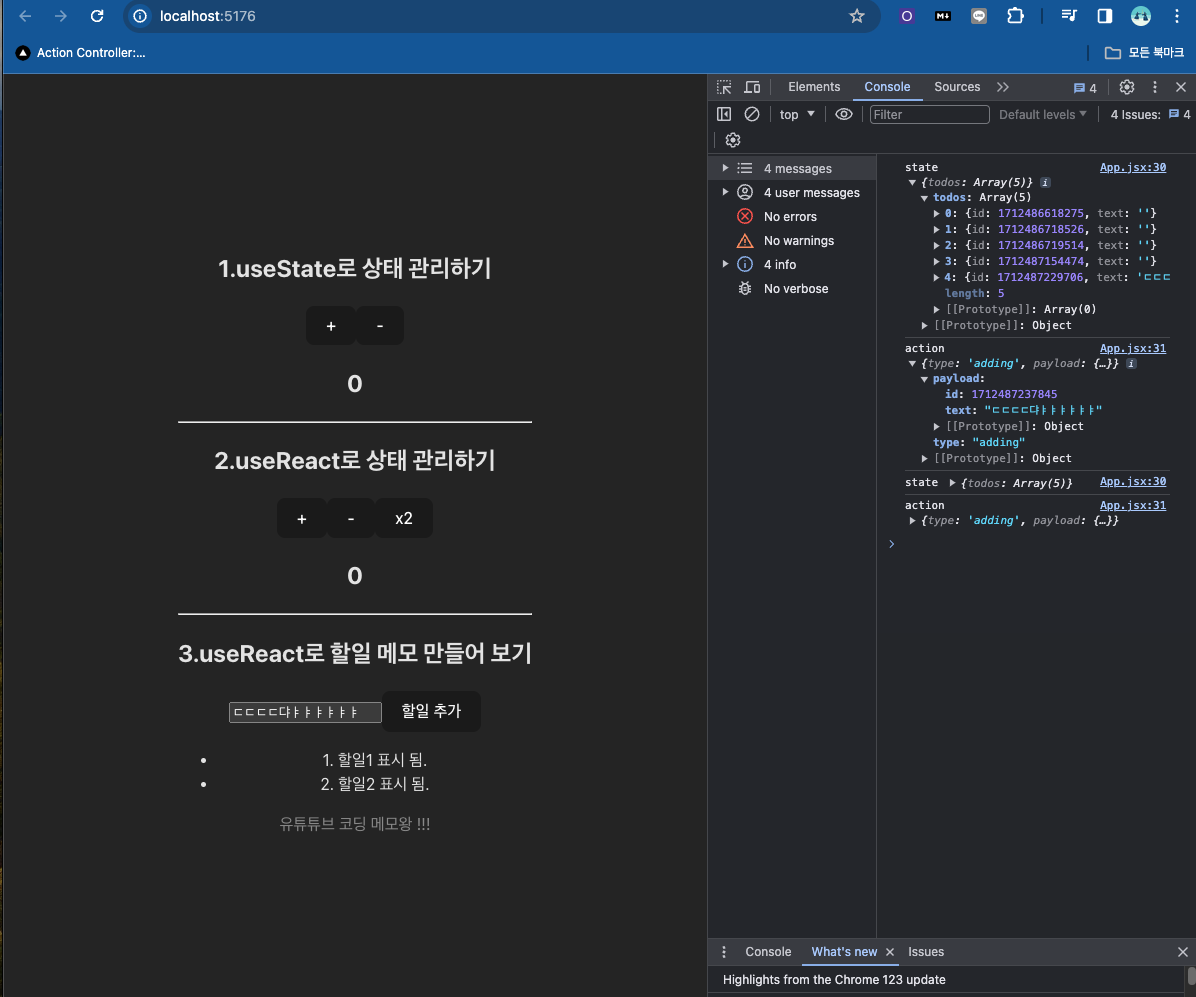 localhost:5176
Action Controller:...
모든 북마크
1.useState로 상태 관리하기
+ -
0
2.useReact로 상태 관리하기
+ - x2
0
3.useReact로 할일 메모 만들어 보기
ㄷㄷㄷㄷ댜ㅑㅑㅑㅑㅑㅑ 할일 추가
1. 할일1 표시 됨.
2. 할일2 표시 됨.
유튜튜브 코딩 메모왕 !!!
Elements Console Sources 4
top Filter Default levels 4 Issues: 4
4 messages
4 user messages
No errors
No warnings
4 info
No verbose
state App.jsx:30
{todos: Array(5)}
todos: Array(5)
0: {id: 1712486618275, text: ''}
1: {id: 1712486718526, text: ''}
2: {id: 1712486719514, text: ''}
3: {id: 1712487154474, text: ''}
4: {id: 1712487229706, text: 'ㄷㄷㄷ
length: 5
[[Prototype]]: Array(0)
[[Prototype]]: Object
action App.jsx:31
{type: 'adding', payload: {…}}
payload:
id: 1712487237845
text: "ㄷㄷㄷㄷ댜ㅑㅑㅑㅑㅑㅑ"
[[Prototype]]: Object
type: "adding"
[[Prototype]]: Object
state {todos: Array(5)} App.jsx:30
action App.jsx:31
{type: 'adding', payload: {…}}
Console What's new Issues
Highlights from the Chrome 123 update